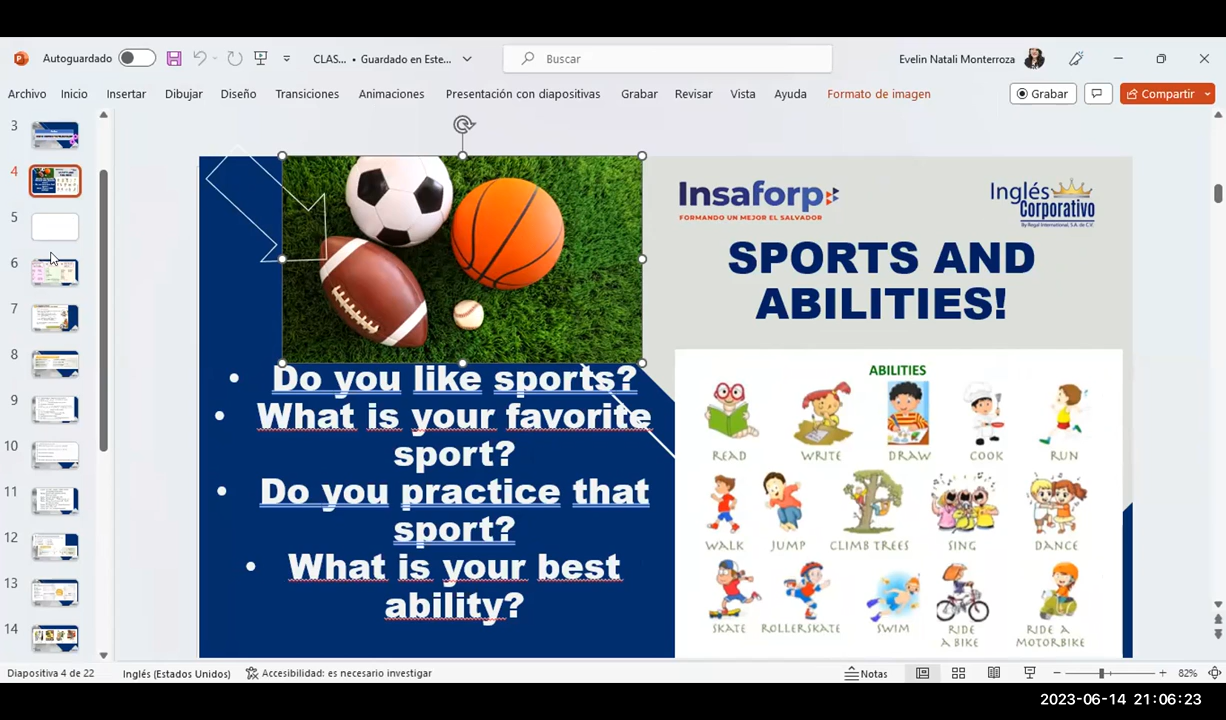 Autoguardado
CLAS... • Guardado en Este...
Buscar
Evelin Natali Monterroza
Archivo Inicio Insertar Dibujar Diseño Transiciones Animaciones Presentación con diapositivas Grabar Revisar Vista Ayuda Formato de imagen
Grabar
Compartir
3
4
5
6
7
8
9
10
11
12
13
14
Insaforp
FORMANDO UN MEJOR EL SALVADOR
Inglés
Corporativo
By Regal International, S.A. de C.V.
SPORTS AND
ABILITIES!
• Do you like sports?
• What is your favorite
sport?
• Do you practice that
sport?
• What is your best
ability?
ABILITIES
READ WRITE DRAW COOK RUN
WALK JUMP CLIMB TREES SING DANCE
SKATE ROLLERSKATE SWIM RIDE A BIKE RIDE A MOTORBIKE
Diapositiva 4 de 22 Inglés (Estados Unidos) Accesibilidad: es necesario investigar
Notas
82%
2023-06-14 21:06:23